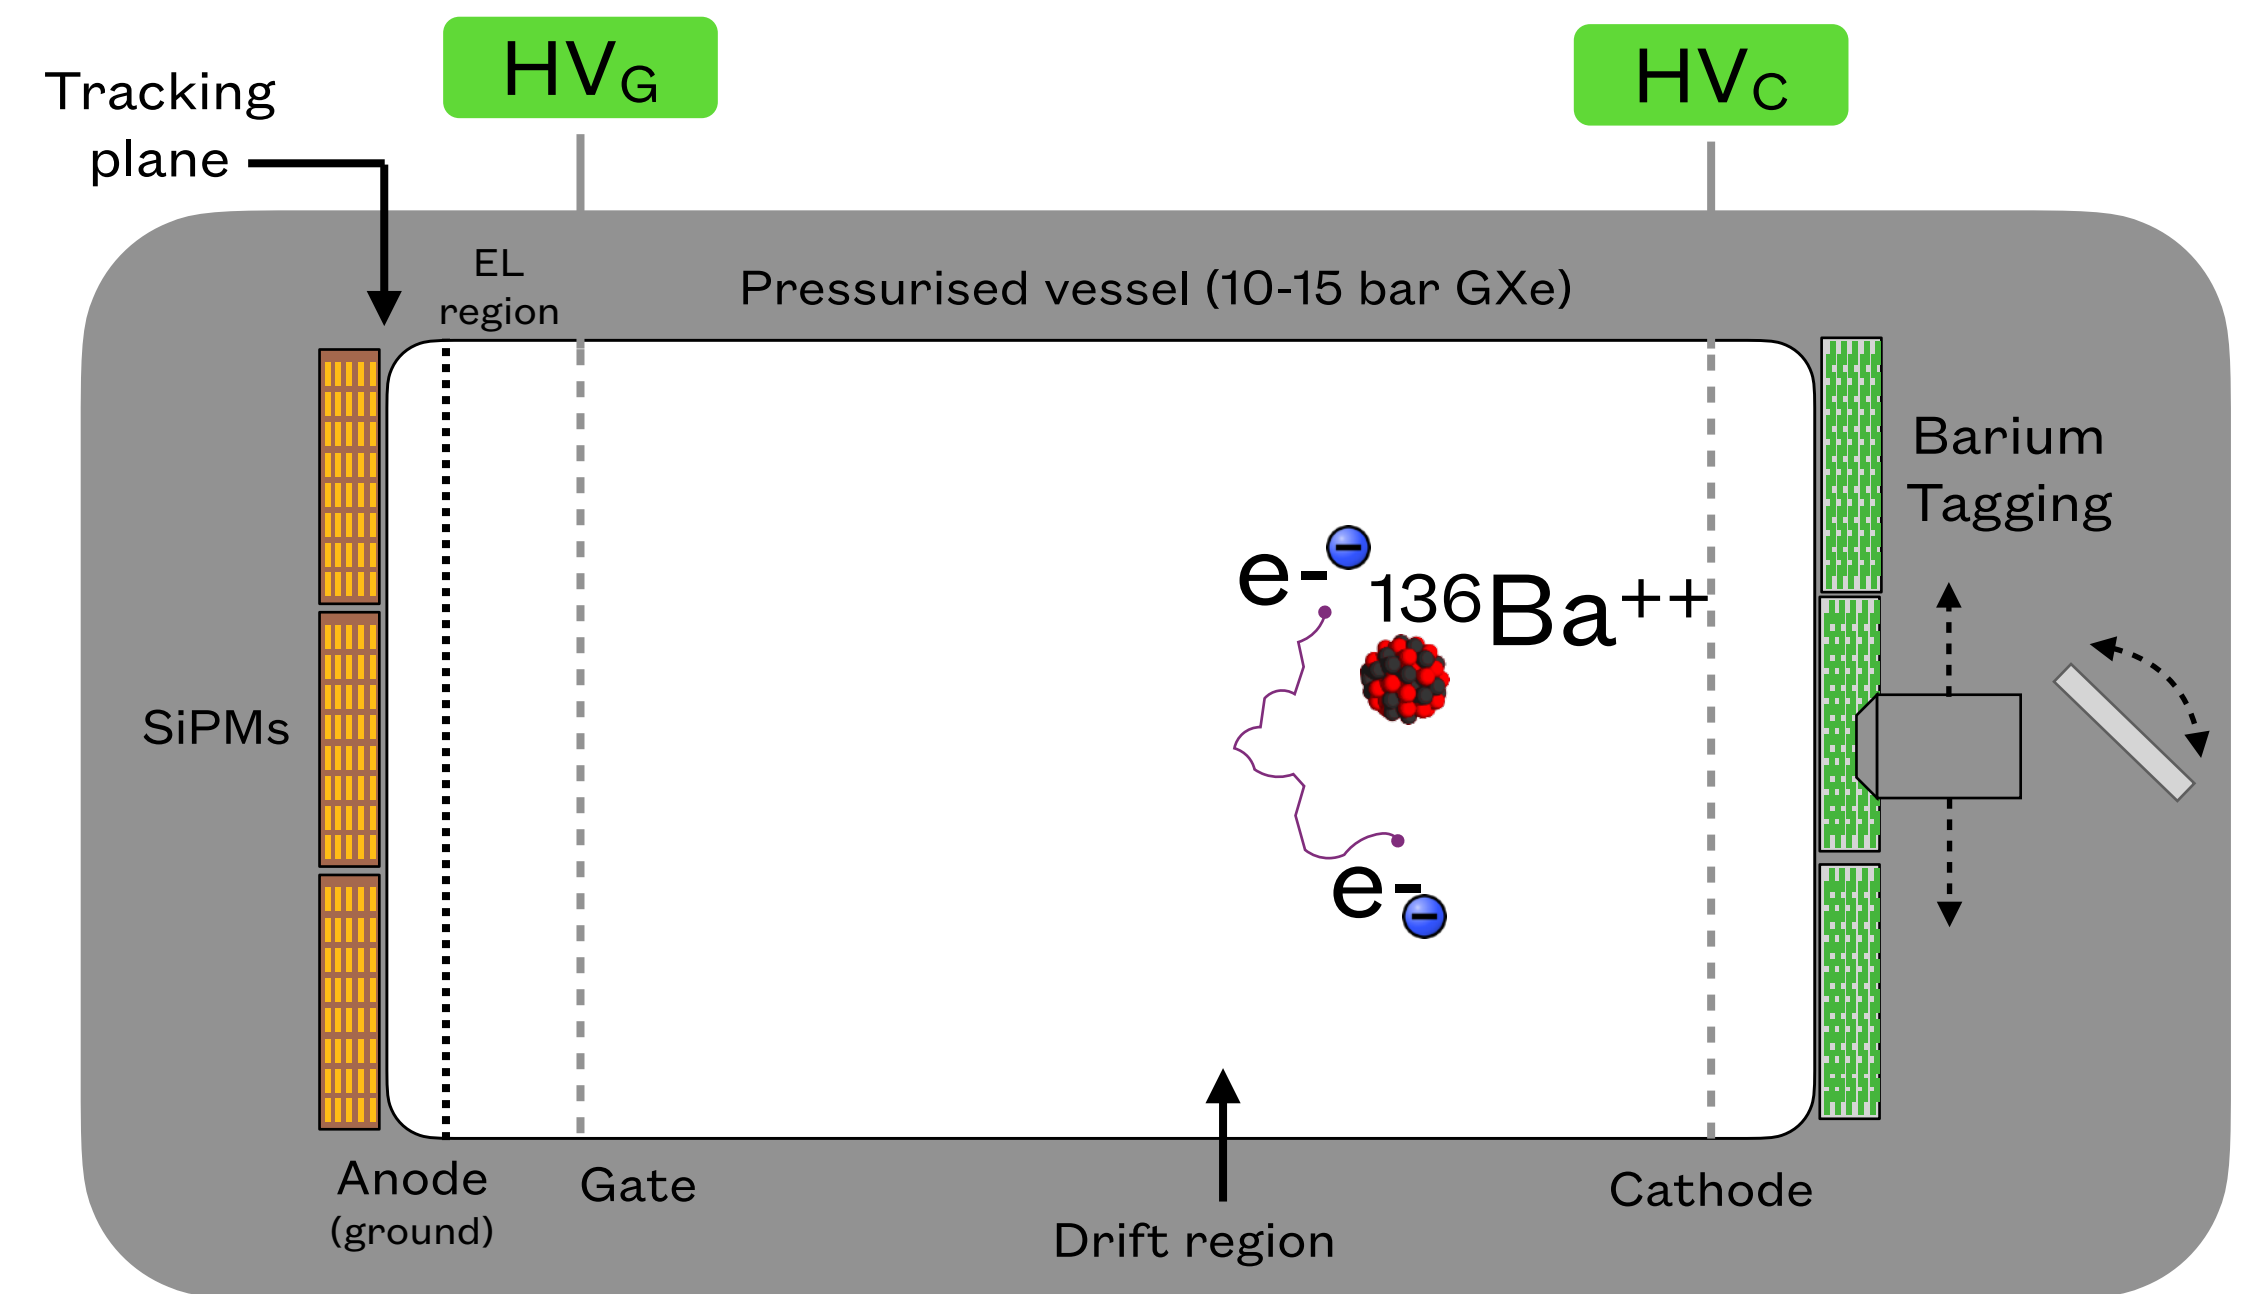 HVG
HVC
Tracking
plane
EL
region
Pressurised vessel (10-15 bar GXe)
Barium
Tagging
e-
136Ba++
SiPMs
e-
Anode
(ground)
Gate
Cathode
Drift region